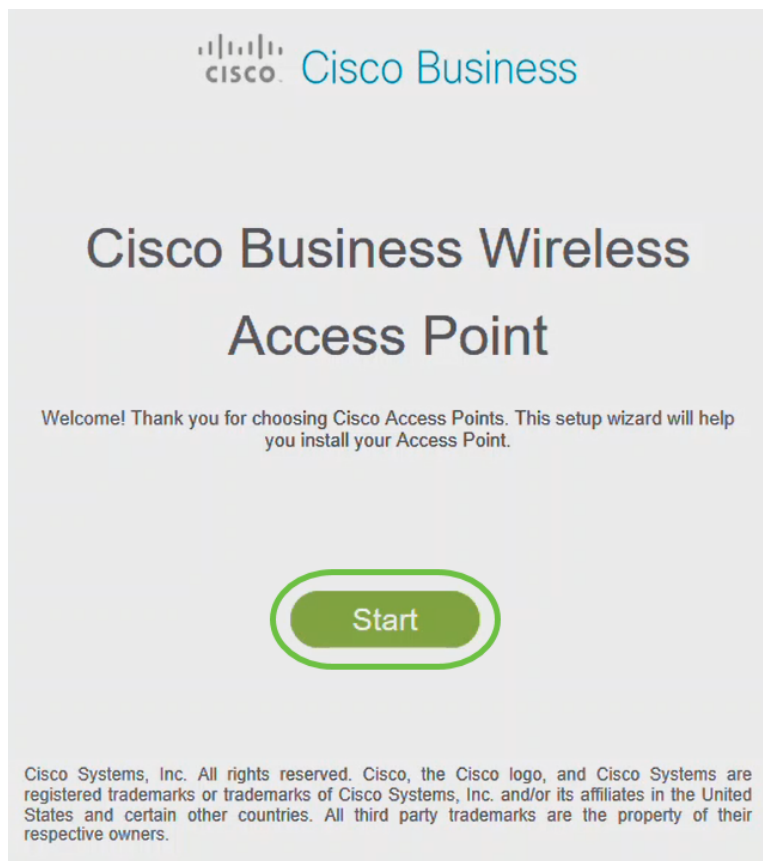 cisco. Cisco Business
Cisco Business Wireless
Access Point
Welcome! Thank you for choosing Cisco Access Points. This setup wizard will help
you install your Access Point.
Start
Cisco Systems, Inc. All rights reserved. Cisco, the Cisco logo, and Cisco Systems are
registered trademarks or trademarks of Cisco Systems, Inc. and/or its affiliates in the United
States and certain other countries. All third party trademarks are the property of their
respective owners.